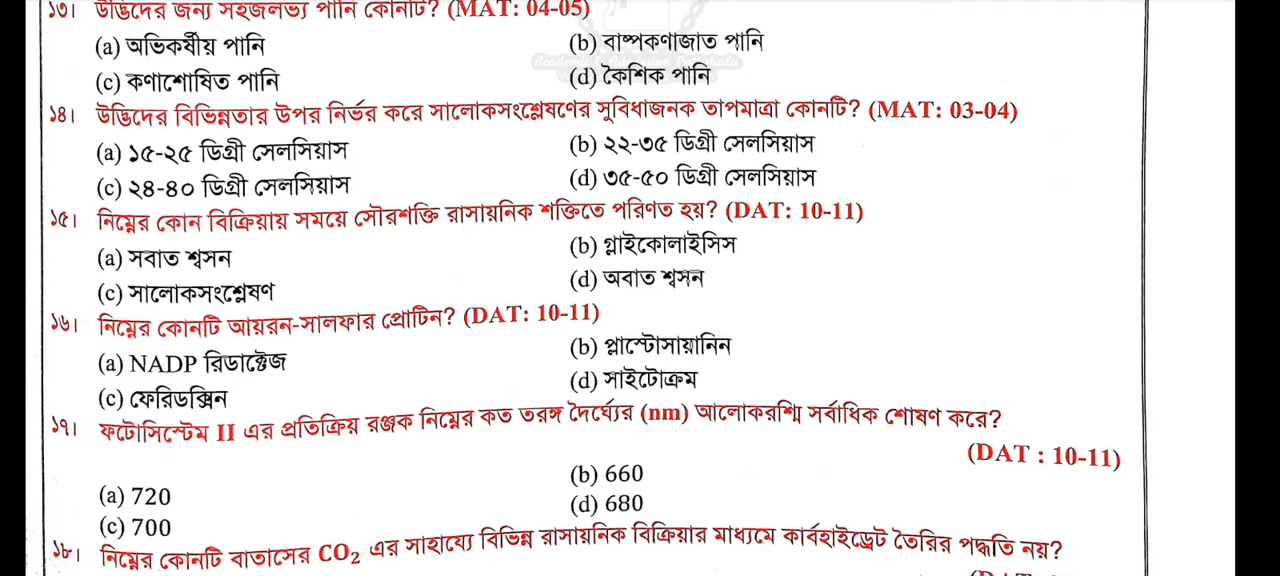 ১৩। উদ্ভিদের জন্য সহজলভ্য পানি কোনটি? (MAT: 04-05)
(a) অভিকর্ষীয় পানি (b) বাষ্পকণাজাত পানি
(c) কণাশোষিত পানি (d) কৈশিক পানি
১৪। উদ্ভিদের বিভিন্নতার উপর নির্ভর করে সালোকসংশ্লেষণের সুবিধাজনক তাপমাত্রা কোনটি? (MAT: 03-04)
(a) ১৫-২৫ ডিগ্রী সেলসিয়াস (b) ২২-৩৫ ডিগ্রী সেলসিয়াস
(c) ২৪-৪০ ডিগ্রী সেলসিয়াস (d) ৩৫-৫০ ডিগ্রী সেলসিয়াস
১৫। নিম্নের কোন বিক্রিয়ায় সময়ে সৌরশক্তি রাসায়নিক শক্তিতে পরিণত হয়? (DAT: 10-11)
(a) সবাত শ্বসন (b) গ্লাইকোলাইসিস
(c) সালোকসংশ্লেষণ (d) অবাত শ্বসন
১৬। নিম্নের কোনটি আয়রন-সালফার প্রোটিন? (DAT: 10-11)
(a) NADP রিডাক্টেজ (b) প্লাস্টোসায়ানিন
(c) ফেরিডক্সিন (d) সাইটোক্রম
১৭। ফটোসিস্টেম II এর প্রতিক্রিয় রঞ্জক নিম্নের কত তরঙ্গ দৈর্ঘ্যের (nm) আলোকরশ্মি সর্বাধিক শোষণ করে?
(DAT : 10-11)
(a) 720 (b) 660
(c) 700 (d) 680
১৮। নিম্নের কোনটি বাতাসের CO₂ এর সাহায্যে বিভিন্ন রাসায়নিক বিক্রিয়ার মাধ্যমে কার্বহাইড্রেট তৈরির পদ্ধতি নয়?